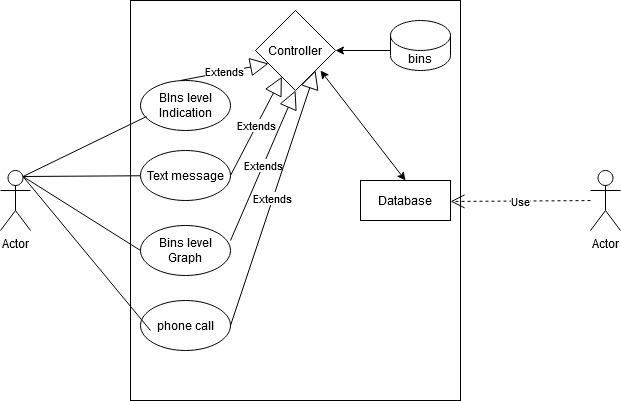 Controller
bins
Extends
BIns level
Indication
Extends
Text message
Extends
Database
Extends
Use
Actor
Actor
Bins level
Graph
phone call